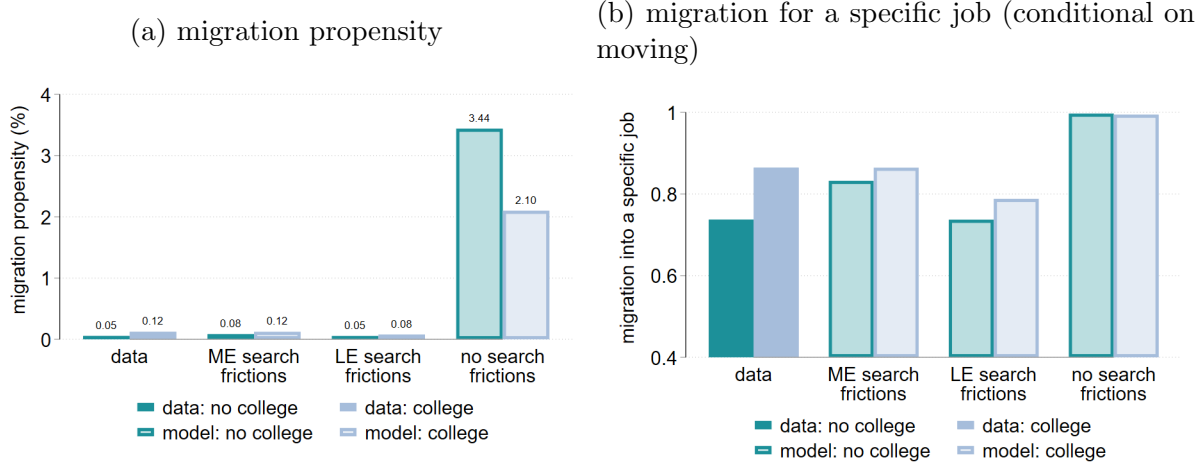 (a) migration propensity
migration propensity (%)
4
3
2
1
0
0.05
0.12
0.08
0.12
0.05
0.08
3.44
2.10
data
ME search
frictions
LE search
frictions
no search
frictions
data: no college
data: college
model: no college
model: college
(b) migration for a specific job (conditional on
moving)
migration into a specific job
1
0.8
0.6
0.4
data
ME search
frictions
LE search
frictions
no search
frictions
data: no college
data: college
model: no college
model: college